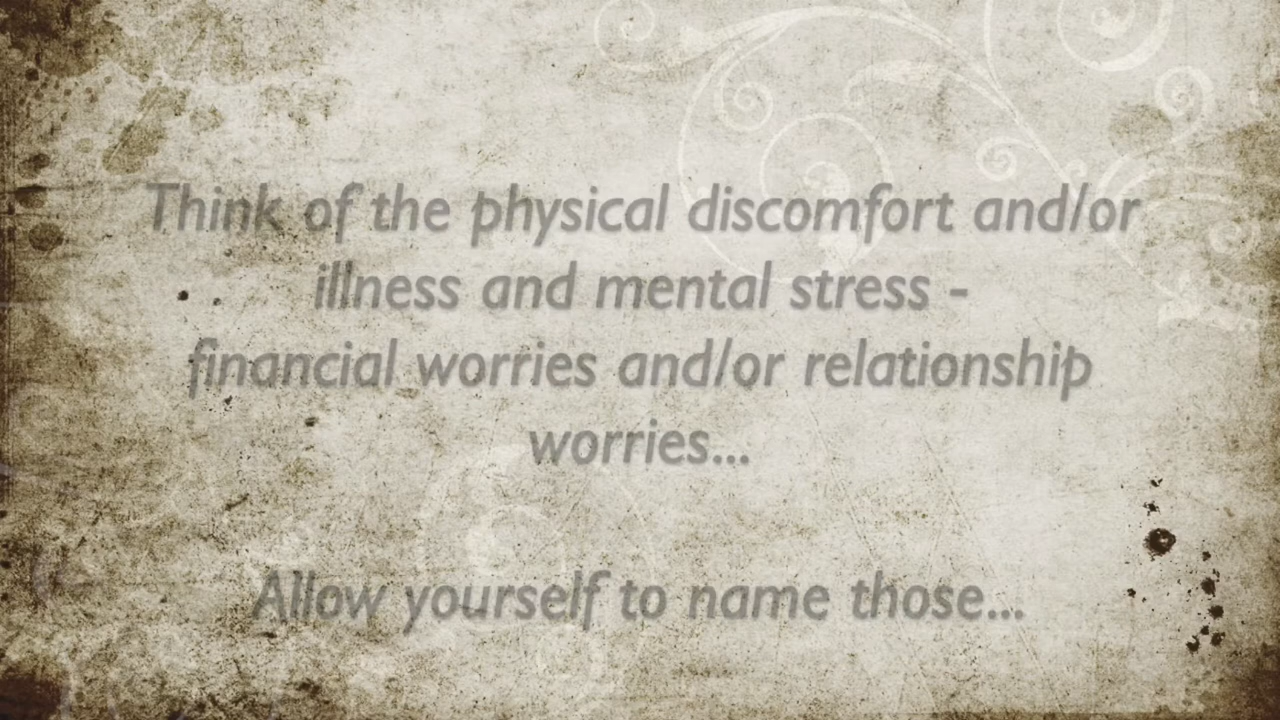 Think of the physical discomfort and/or
illness and mental stress -
financial worries and/or relationship
worries...
Allow yourself to name those...